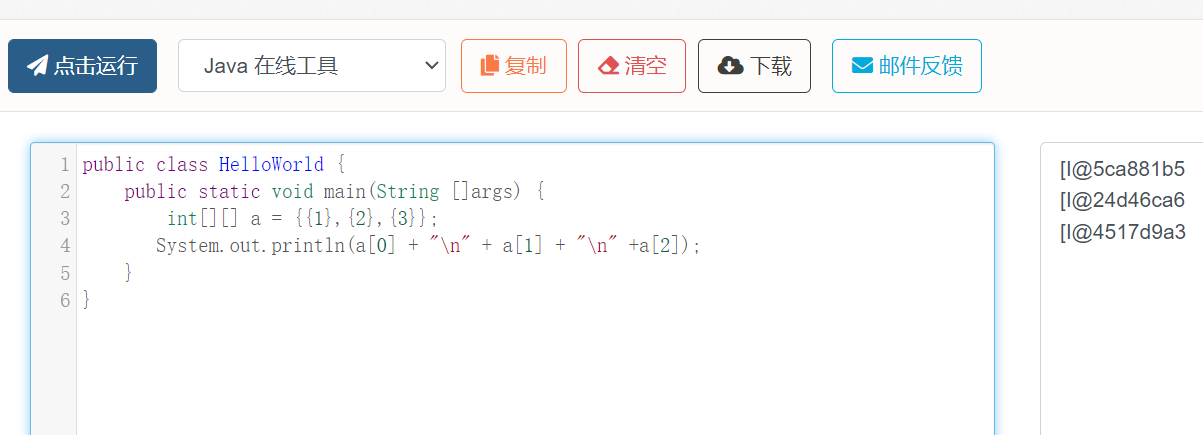 点击运行 Java 在线工具 复制 清空 下载 邮件反馈
1 public class HelloWorld {
2 public static void main(String []args) {
3 int[][] a = {{1},{2},{3}};
4 System.out.println(a[0] + "\n" + a[1] + "\n" +a[2]);
5 }
6 }
[I@5ca881b5
[I@24d46ca6
[I@4517d9a3